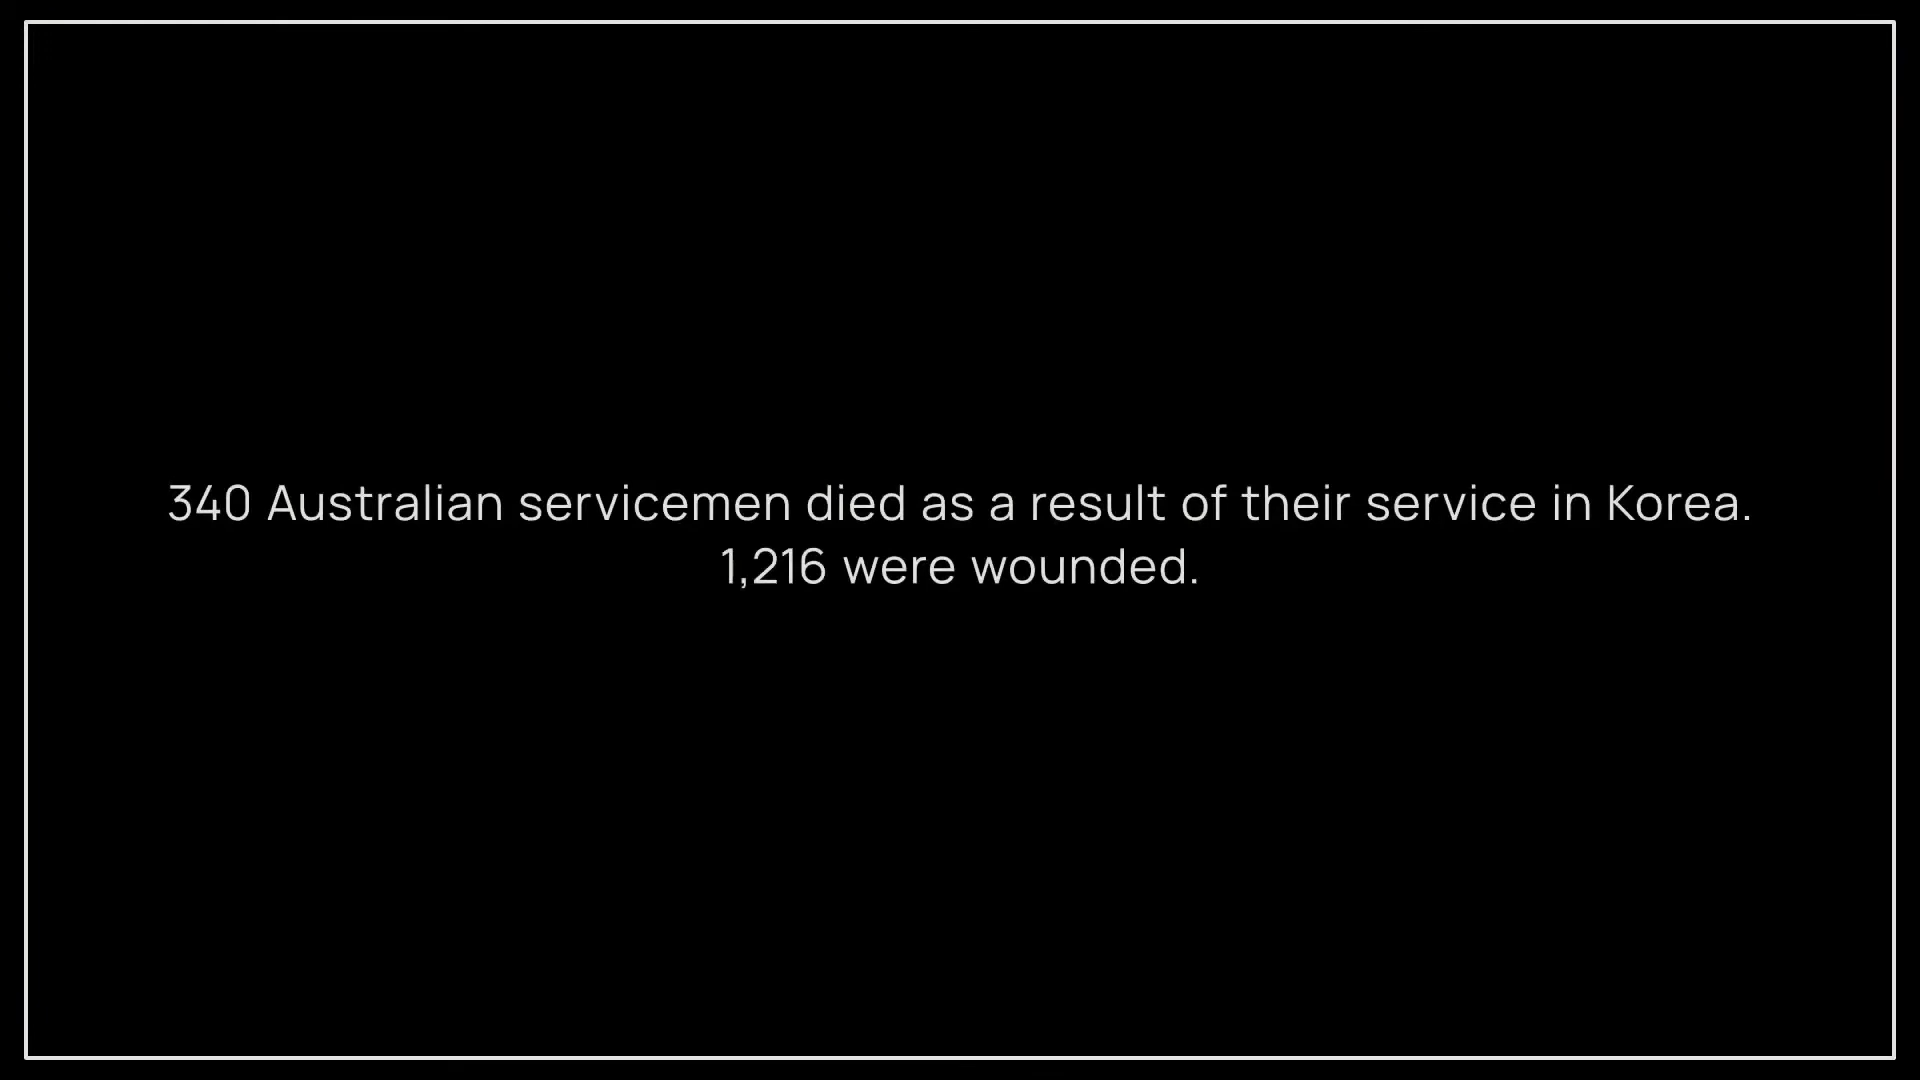 340 Australian servicemen died as a result of their service in Korea.
1,216 were wounded.